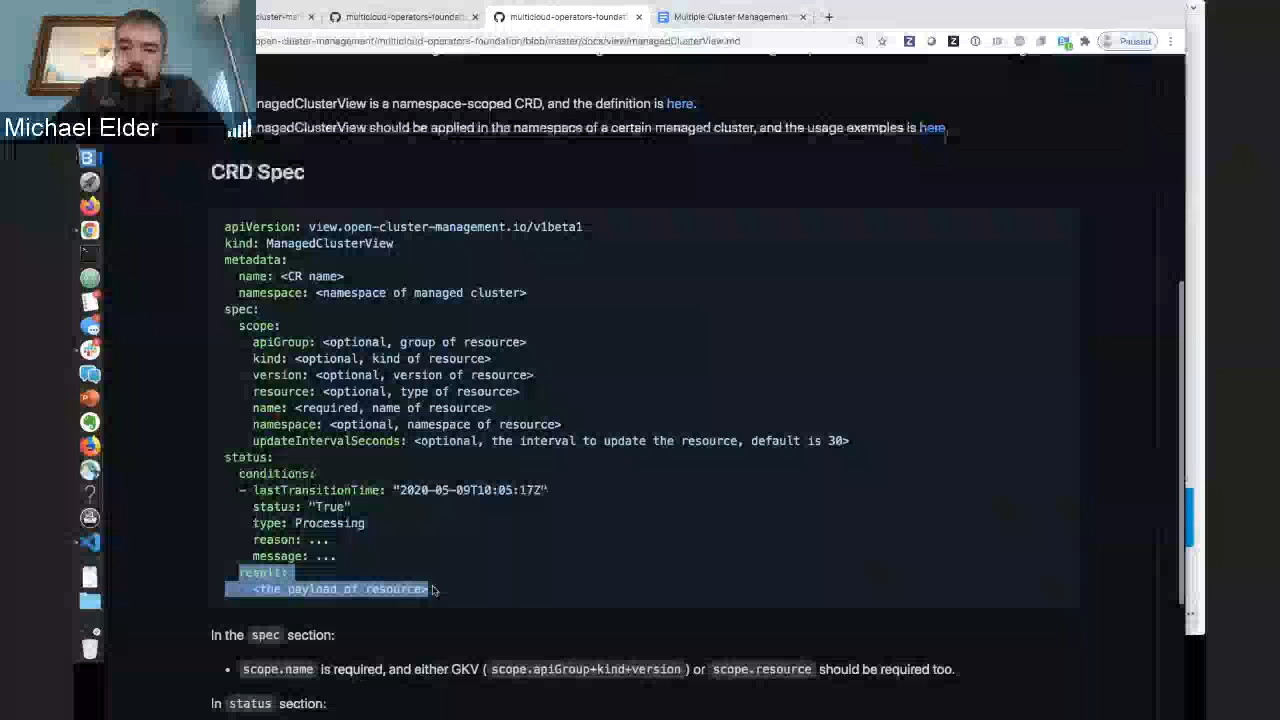 cluster-ma
multicloud-operators-foundat
multicloud-operators-foundat
Multiple Cluster Management
open-cluster-management/multicloud-operators-foundation/blob/master/docs/view/managedClusterView.md
Paused
Michael Elder
nagedClusterView is a namespace-scoped CRD, and the definition is here.
nagedClusterView should be applied in the namespace of a certain managed cluster, and the usage examples is here
CRD Spec
apiVersion: view.open-cluster-management.io/v1beta1
kind: ManagedClusterView
metadata:
name: <CR name>
namespace: <namespace of managed cluster>
spec:
scope:
apiGroup: <optional, group of resource>
kind: <optional, kind of resource>
version: <optional, version of resource>
resource: <optional, type of resource>
name: <required, name of resource>
namespace: <optional, namespace of resource>
updateIntervalSeconds: <optional, the interval to update the resource, default is 30>
status:
conditions:
- lastTransitionTime: "2020-05-09T10:05:17Z"
status: "True"
type: Processing
reason: ...
message: ...
result:
<the payload of resource>
In the spec section:
• scope.name is required, and either GKV ( scope.apiGroup+kind+version ) or scope.resource should be required too.
In status section: